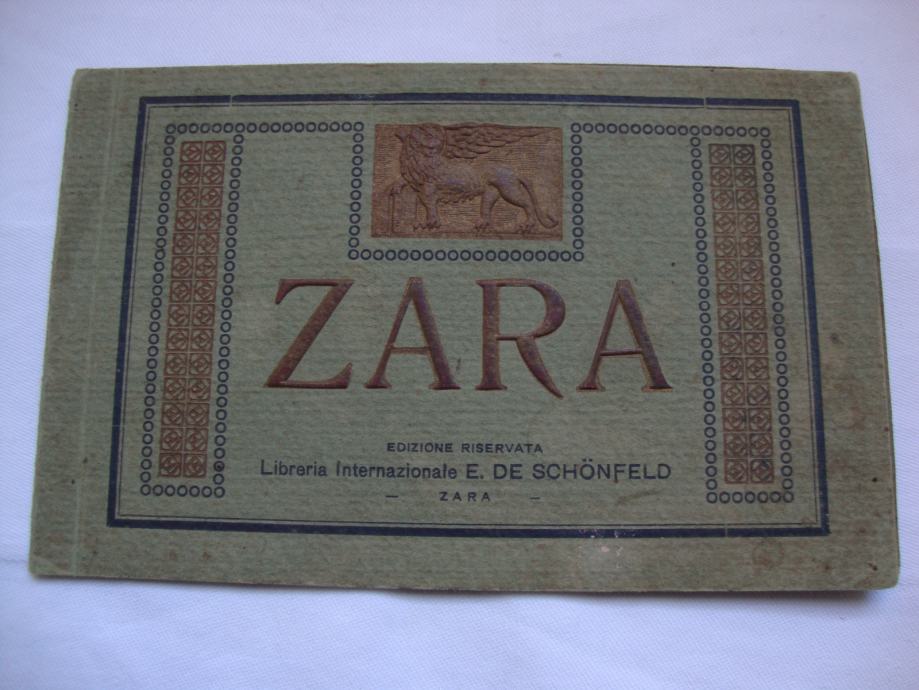 ZARA
EDIZIONE RISERVATA
Libreria Internazionale E. DE SCHÖNFELD
– ZARA –